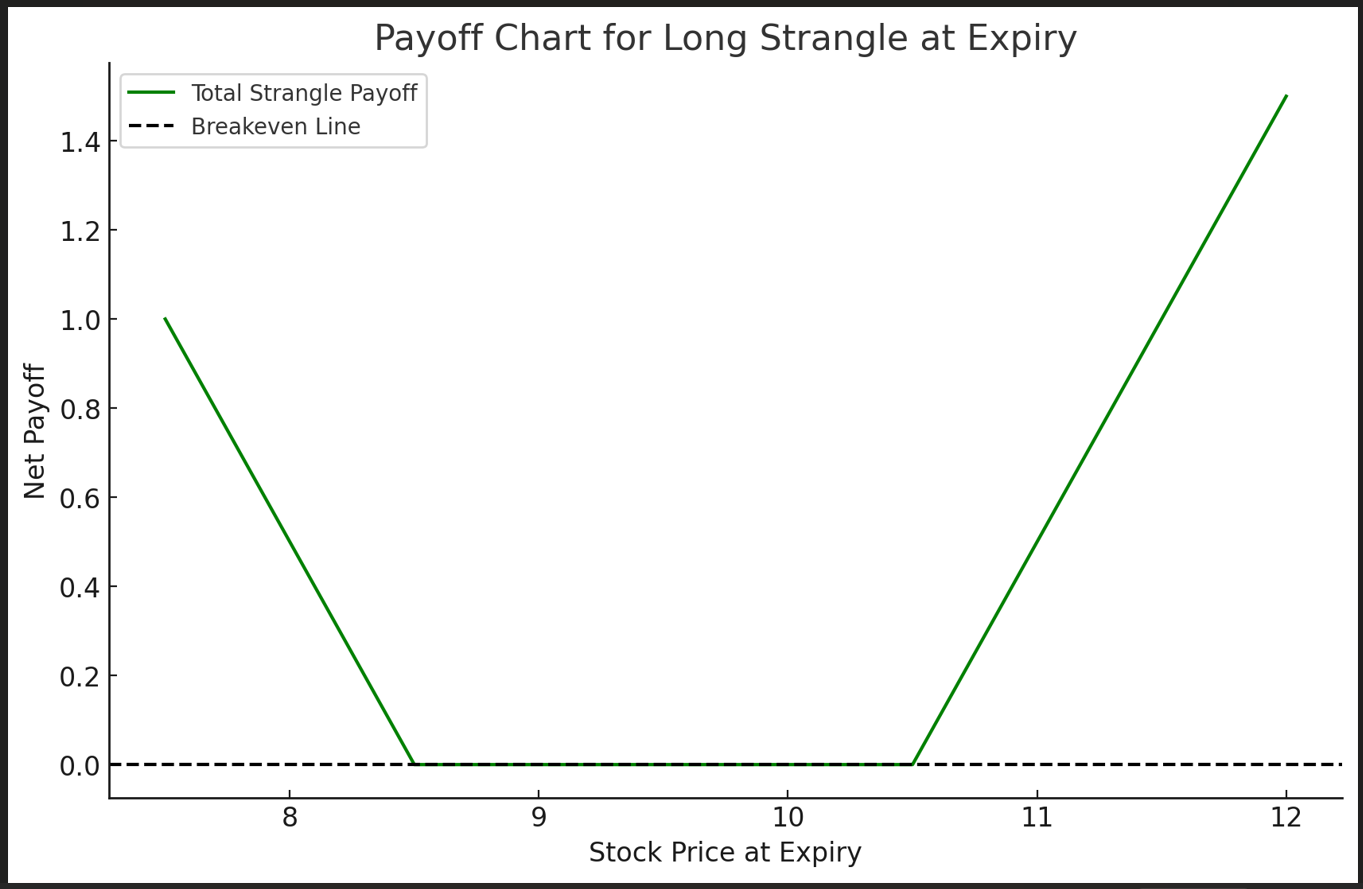 Payoff Chart for Long Strangle at Expiry
Total Strangle Payoff
Breakeven Line
1.4
1.2
1.0
0.8
0.6
0.4
0.2
0.0
Net Payoff
8 9 10 11 12
Stock Price at Expiry